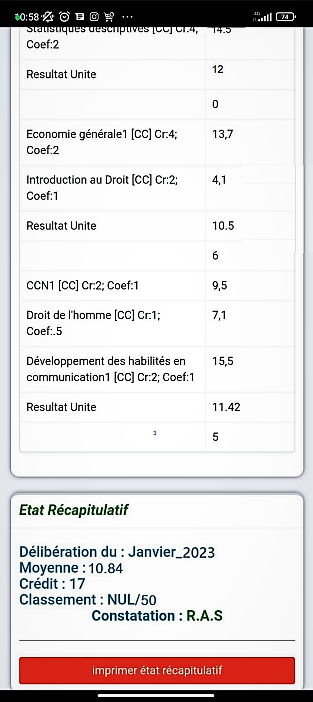 10:58
74
Statistiques descriptives [CC] Cr:4; 14.5
Coef:2
Resultat Unite 12
0
Economie générale1 [CC] Cr:4; 13,7
Coef:2
Introduction au Droit [CC] Cr:2; 4,1
Coef:1
Resultat Unite 10.5
6
CCN1 [CC] Cr:2; Coef:1 9,5
Droit de l'homme [CC] Cr:1; 7,1
Coef:.5
Développement des habilités en 15,5
communication1 [CC] Cr:2; Coef:1
Resultat Unite 11.42
3 5
Etat Récapitulatif
Délibération du : Janvier_2023
Moyenne : 10.84
Crédit : 17
Classement : NUL/50
Constatation : R.A.S
imprimer état récapitulatif